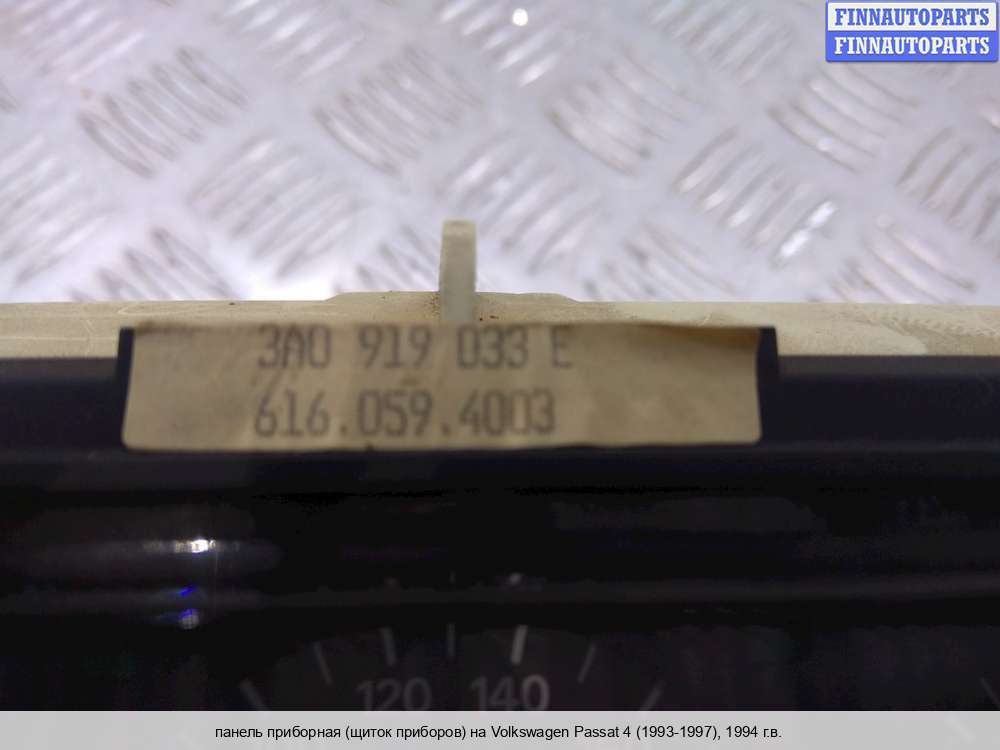 FINNAUTOPARTS
FINNAUTOPARTS
3A0 919 033 E
616.059.4003
120 140
панель приборная (щиток приборов) на Volkswagen Passat 4 (1993-1997), 1994 г.в.